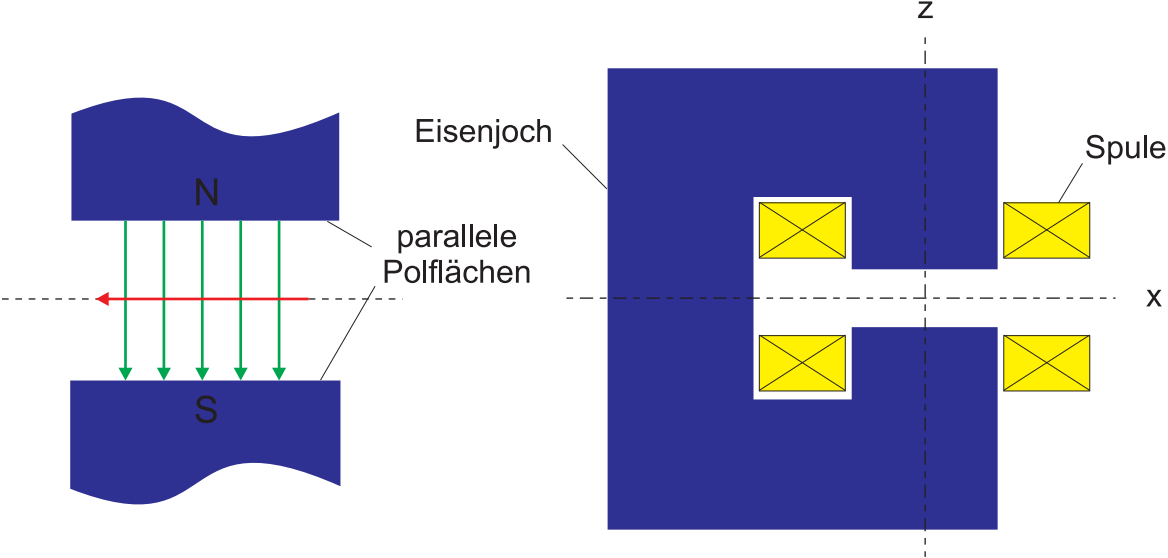 N
parallele
Polflächen
S
z
Eisenjoch
Spule
x